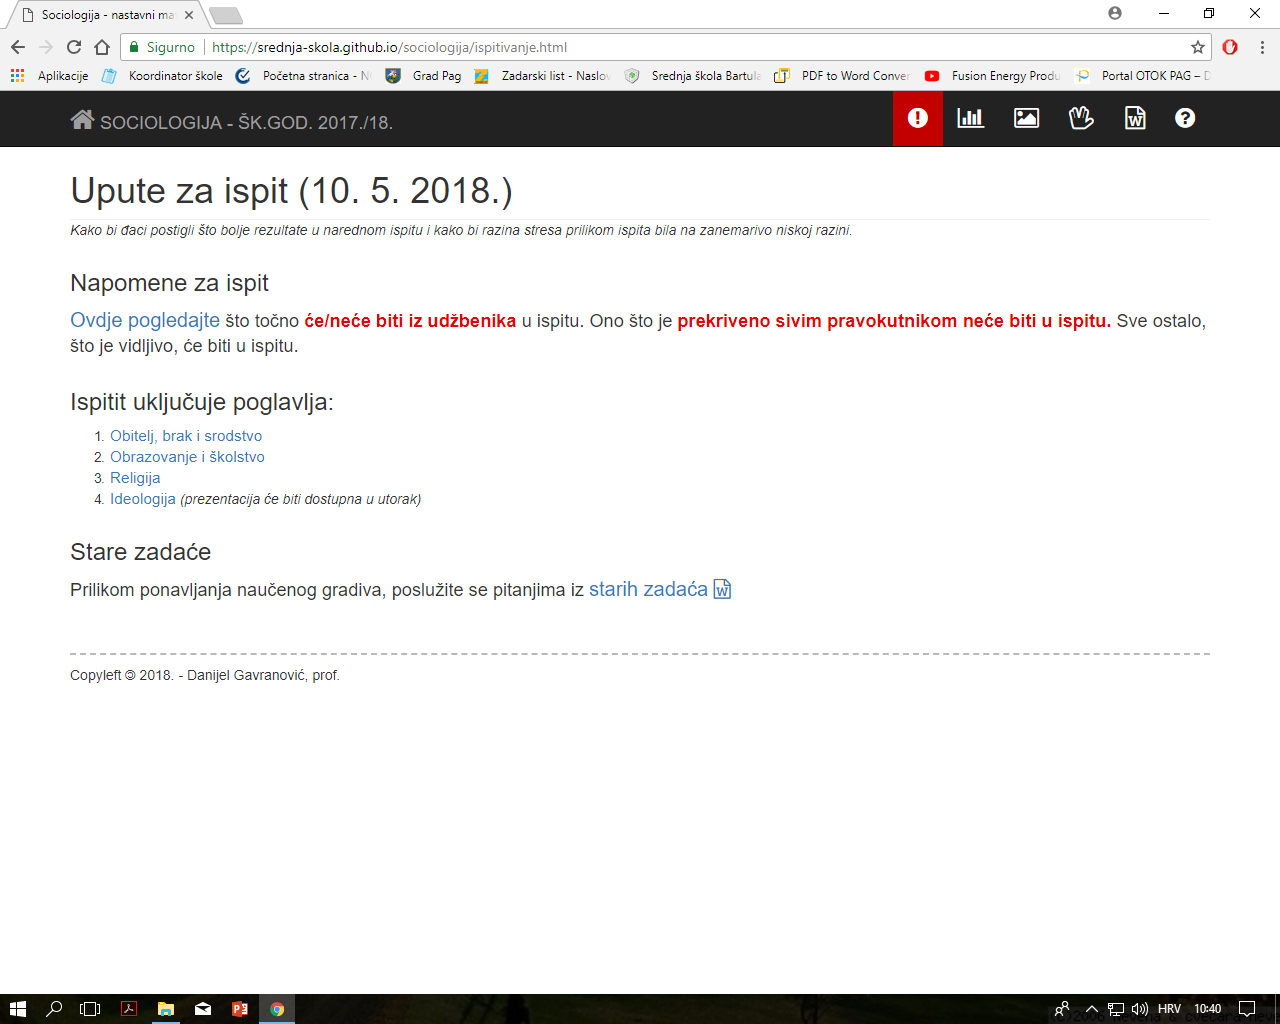 Sociologija - nastavni ma
Sigurno https://srednja-skola.github.io/sociologija/ispitivanje.html
Aplikacije Koordinator škole Početna stranica - N Grad Pag Zadarski list - Naslov Srednja škola Bartula PDF to Word Conver Fusion Energy Produ Portal OTOK PAG – D
SOCIOLOGIJA - ŠK.GOD. 2017./18.
Upute za ispit (10. 5. 2018.)
Kako bi đaci postigli što bolje rezultate u narednom ispitu i kako bi razina stresa prilikom ispita bila na zanemarivo niskoj razini.
Napomene za ispit
Ovdje pogledajte što točno će/neće biti iz udžbenika u ispitu. Ono što je prekriveno sivim pravokutnikom neće biti u ispitu. Sve ostalo,
što je vidljivo, će biti u ispitu.
Ispitit uključuje poglavlja:
1. Obitelj, brak i srodstvo
2. Obrazovanje i školstvo
3. Religija
4. Ideologija (prezentacija će biti dostupna u utorak)
Stare zadaće
Prilikom ponavljanja naučenog gradiva, poslužite se pitanjima iz starih zadaća
Copyleft 🄯 2018. - Danijel Gavranović, prof.
HRV 10:40